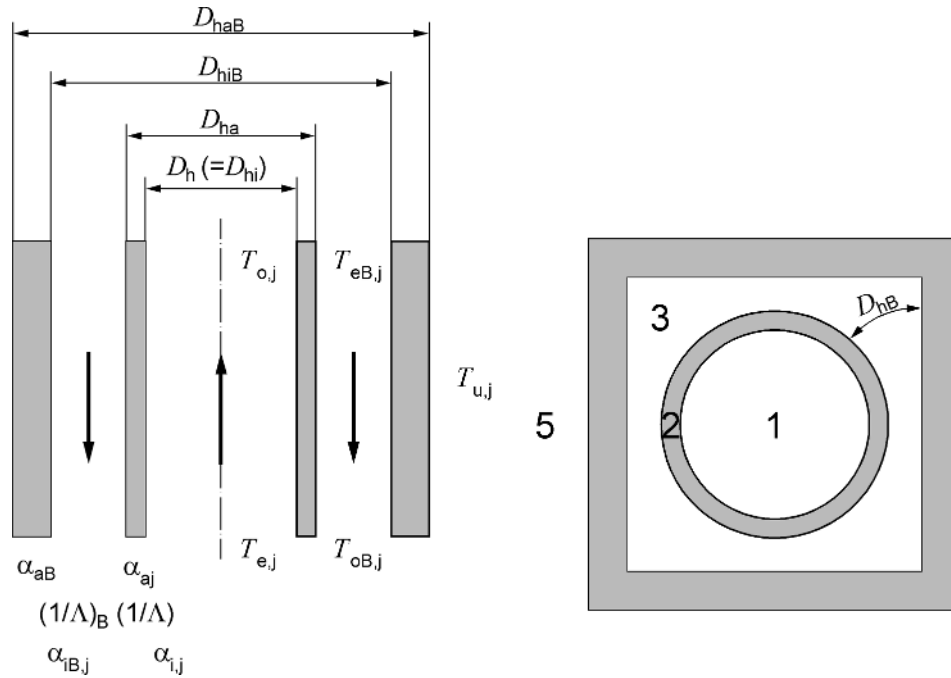 D_haB
D_hiB
D_ha
D_h (=D_hi)
T_o,j T_eB,j
T_u,j
T_e,j T_oB,j
α_aB α_aj
(1/Λ)_B (1/Λ)
α_iB,j α_i,j
3 D_hB
5 2 1